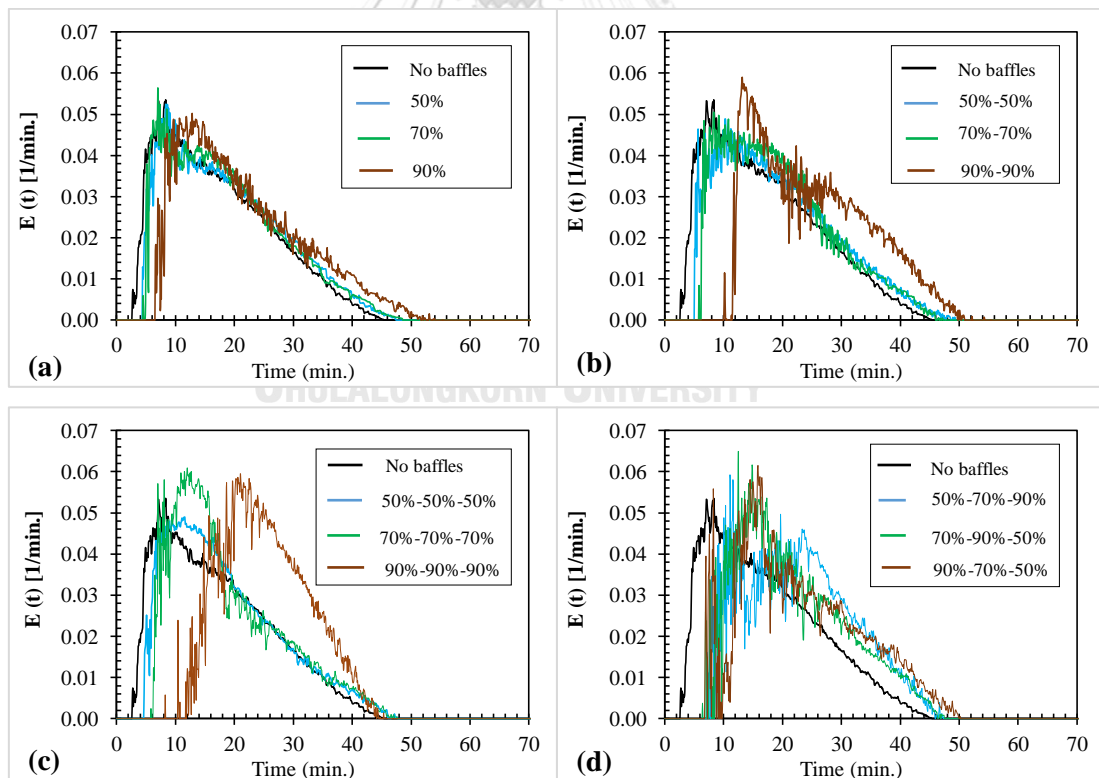 0.07
0.06
0.05
0.04
0.03
0.02
0.01
0.00
E (t) [1/min.]
No baffles
50%
70%
90%
0 10 20 30 40 50 60 70
Time (min.)
(a)
0.07
0.06
0.05
0.04
0.03
0.02
0.01
0.00
E (t) [1/min.]
No baffles
50%-50%
70%-70%
90%-90%
0 10 20 30 40 50 60 70
Time (min.)
(b)
CHULALONGKORN UNIVERSITY
0.07
0.06
0.05
0.04
0.03
0.02
0.01
0.00
E (t) [1/min.]
No baffles
50%-50%-50%
70%-70%-70%
90%-90%-90%
0 10 20 30 40 50 60 70
Time (min.)
(c)
0.07
0.06
0.05
0.04
0.03
0.02
0.01
0.00
E (t) [1/min.]
No baffles
50%-70%-90%
70%-90%-50%
90%-70%-50%
0 10 20 30 40 50 60 70
Time (min.)
(d)